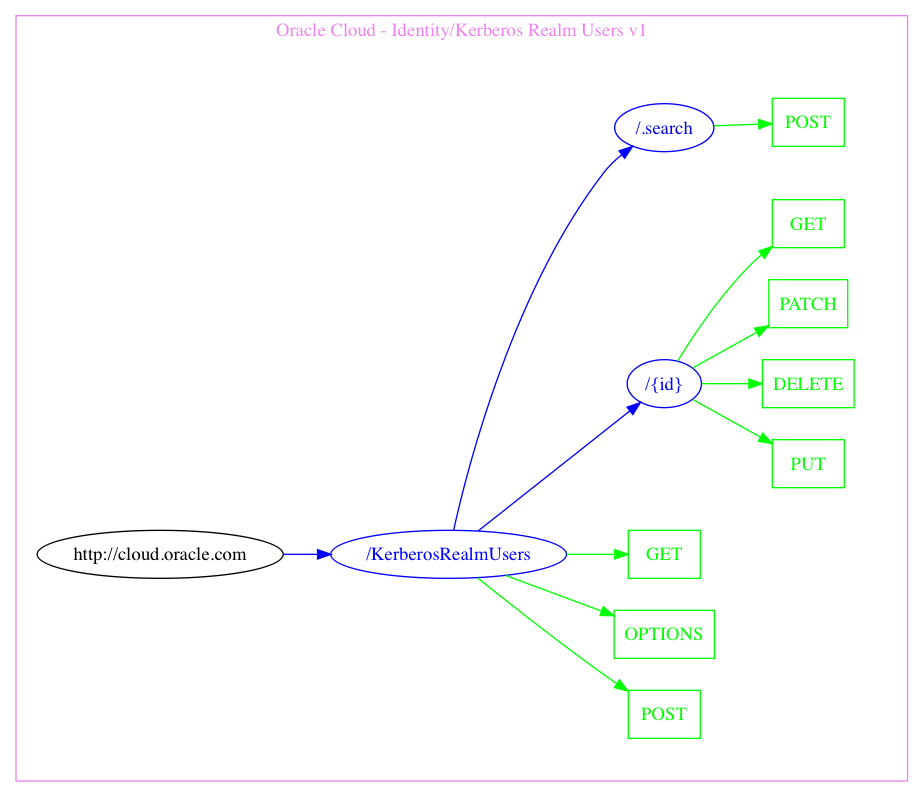 Oracle Cloud - Identity/Kerberos Realm Users v1
/.search
POST
GET
PATCH
/{id}
DELETE
PUT
http://cloud.oracle.com
/KerberosRealmUsers
GET
OPTIONS
POST